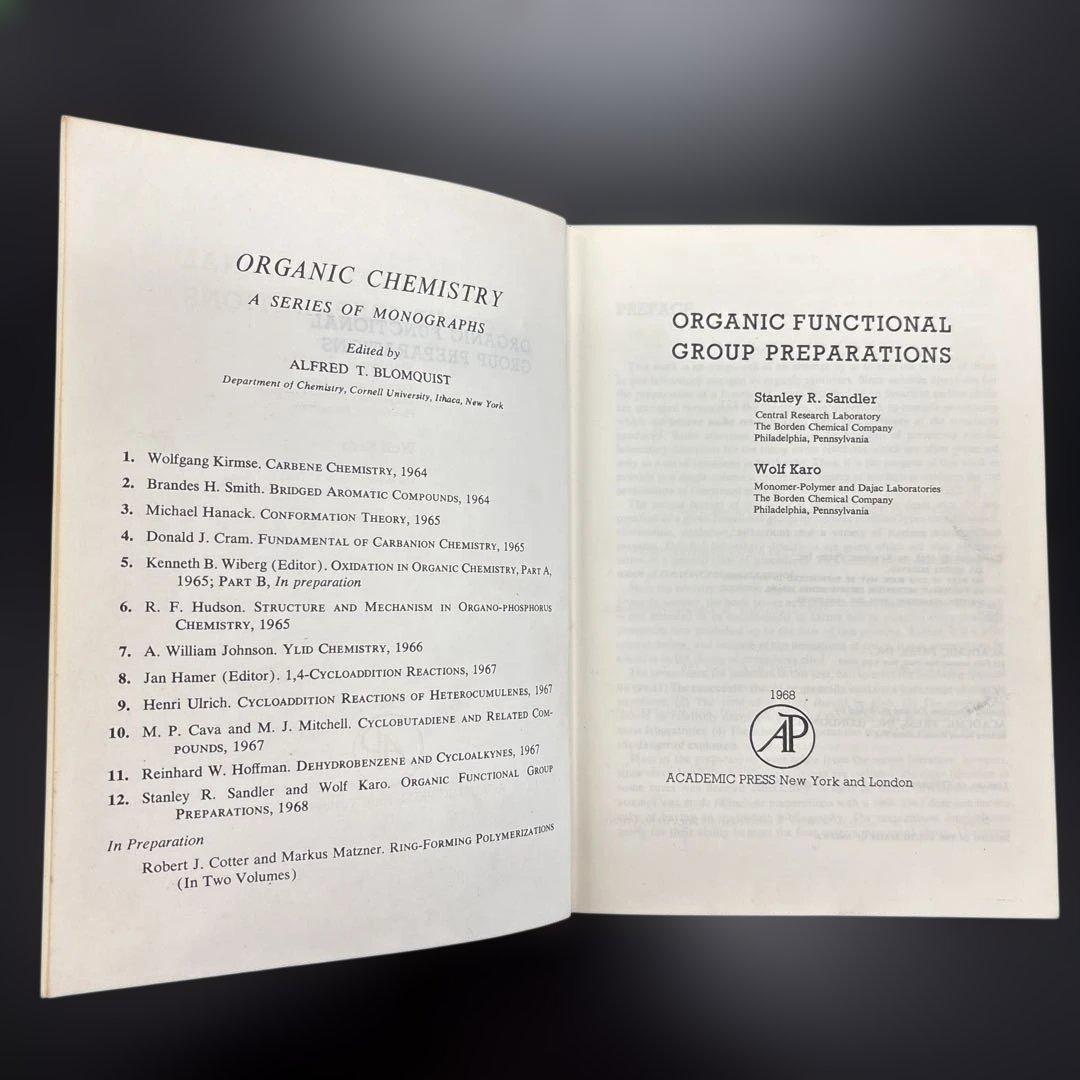 ORGANIC CHEMISTRY
A SERIES OF MONOGRAPHS
Edited by
ALFRED T. BLOMQUIST
Department of Chemistry, Cornell University, Ithaca, New York
1. Wolfgang Kirmse. CARBENE CHEMISTRY, 1964
2. Brandes H. Smith. BRIDGED AROMATIC COMPOUNDS, 1964
3. Michael Hanack. CONFORMATION THEORY, 1965
4. Donald J. Cram. FUNDAMENTAL OF CARBANION CHEMISTRY, 1965
5. Kenneth B. Wiberg (Editor). OXIDATION IN ORGANIC CHEMISTRY, PART A,
1965; PART B, In preparation
6. R. F. Hudson. STRUCTURE AND MECHANISM IN ORGANO-PHOSPHORUS
CHEMISTRY, 1965
7. A. William Johnson. YLID CHEMISTRY, 1966
8. Jan Hamer (Editor). 1,4-CYCLOADDITION REACTIONS, 1967
9. Henri Ulrich. CYCLOADDITION REACTIONS OF HETEROCUMULENES, 1967
10. M. P. Cava and M. J. Mitchell. CYCLOBUTADIENE AND RELATED COM-
POUNDS, 1967
11. Reinhard W. Hoffman. DEHYDROBENZENE AND CYCLOALKYNES, 1967
12. Stanley R. Sandler and Wolf Karo. ORGANIC FUNCTIONAL GROUP
PREPARATIONS, 1968
In Preparation
Robert J. Cotter and Markus Matzner. RING-FORMING POLYMERIZATIONS
(In Two Volumes)
ORGANIC FUNCTIONAL
GROUP PREPARATIONS
Stanley R. Sandler
Central Research Laboratory
The Borden Chemical Company
Philadelphia, Pennsylvania
Wolf Karo
Monomer-Polymer and Dajac Laboratories
The Borden Chemical Company
Philadelphia, Pennsylvania
1968
AP
ACADEMIC PRESS New York and London